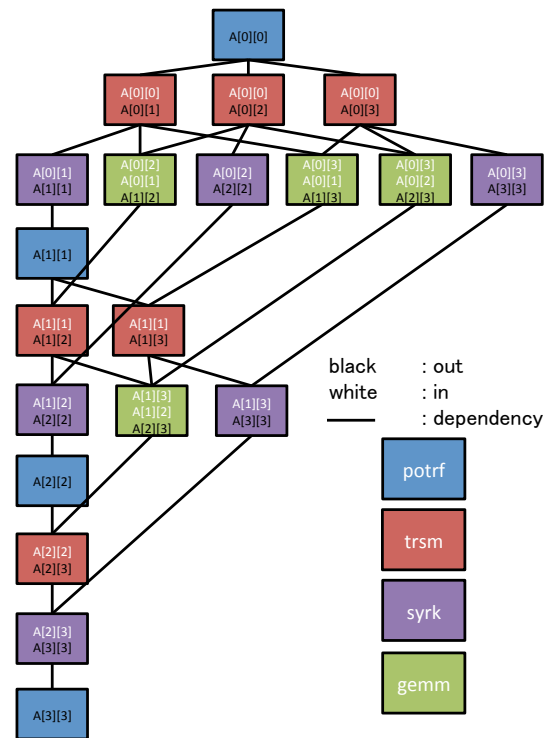 A[0][0]
A[0][0]
A[0][1]
A[0][0]
A[0][2]
A[0][0]
A[0][3]
A[0][1]
A[1][1]
A[0][2]
A[0][1]
A[1][2]
A[0][2]
A[2][2]
A[0][3]
A[0][1]
A[1][3]
A[0][3]
A[0][2]
A[2][3]
A[0][3]
A[3][3]
A[1][1]
A[1][1]
A[1][2]
A[1][1]
A[1][3]
A[1][2]
A[2][2]
A[1][3]
A[1][2]
A[2][3]
A[1][3]
A[3][3]
A[2][2]
A[2][2]
A[2][3]
A[2][3]
A[3][3]
A[3][3]
black : out
white : in
: dependency
potrf
trsm
syrk
gemm